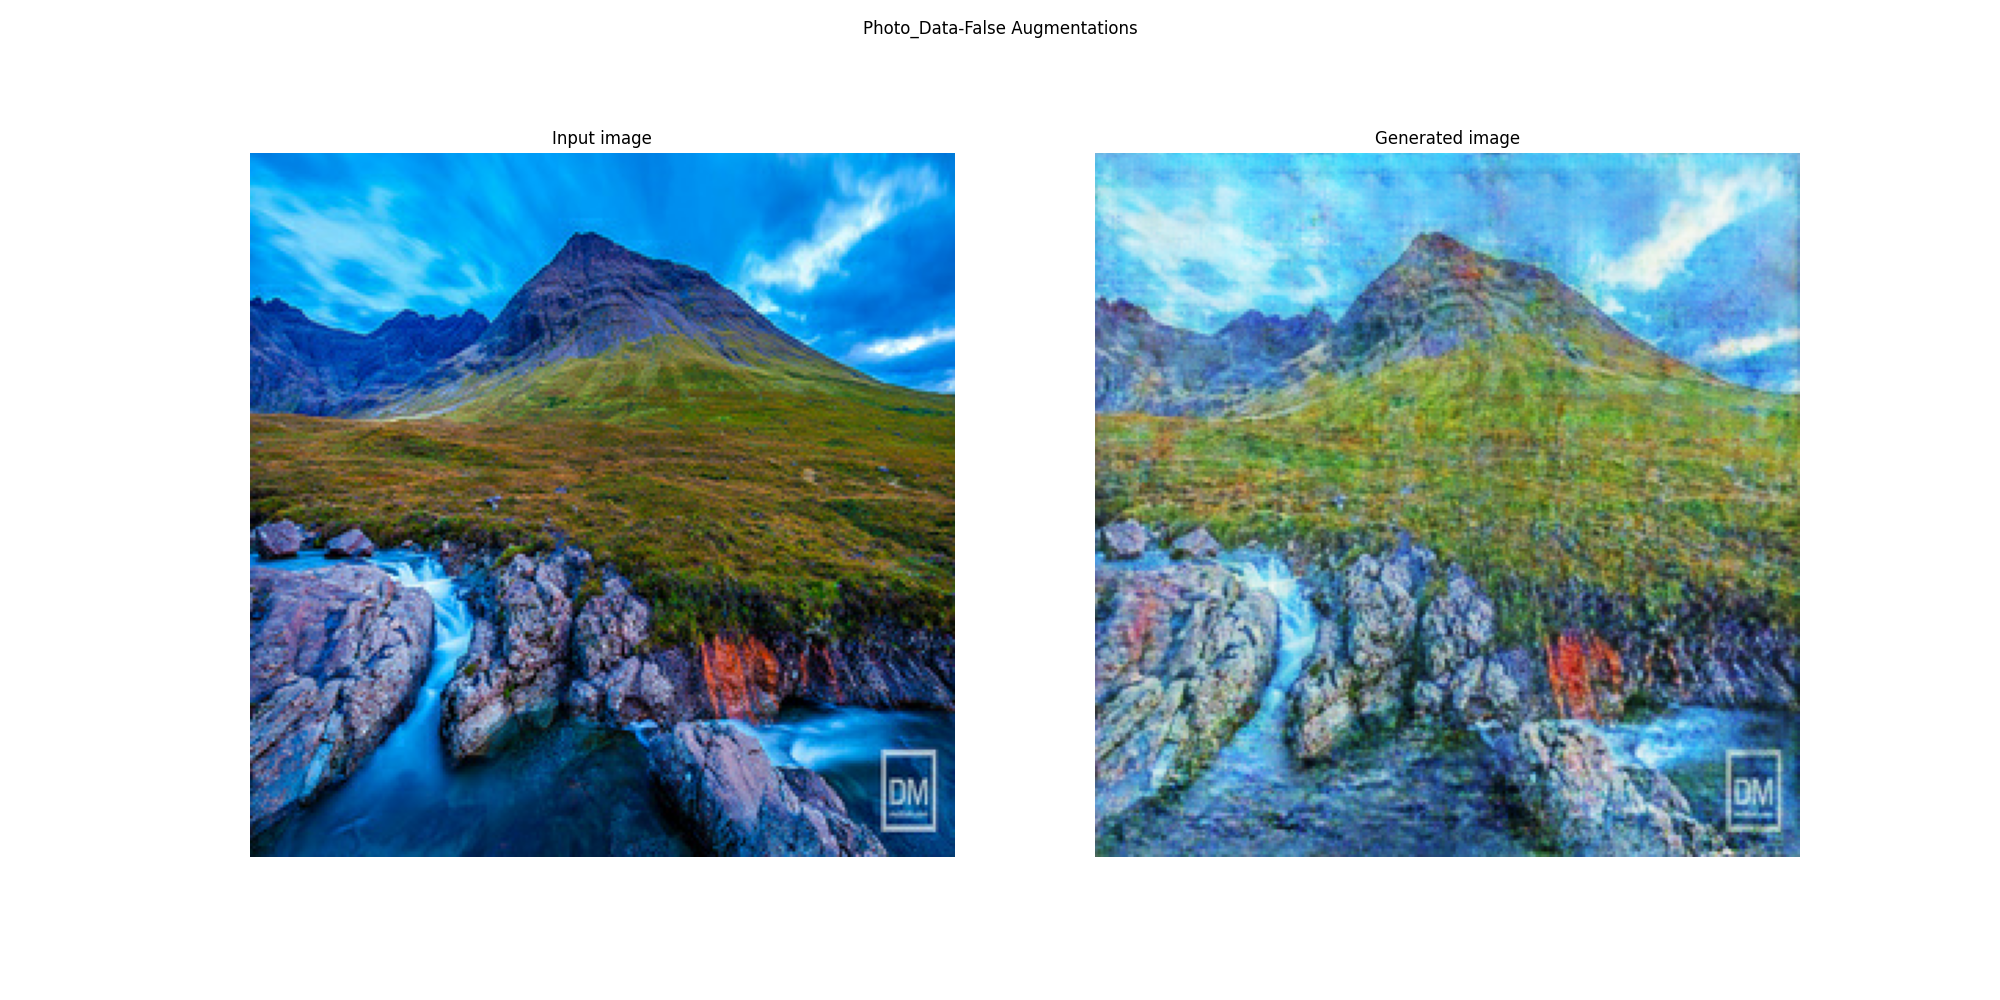 Photo_Data-False Augmentations
Input image
Generated image
DM
DM